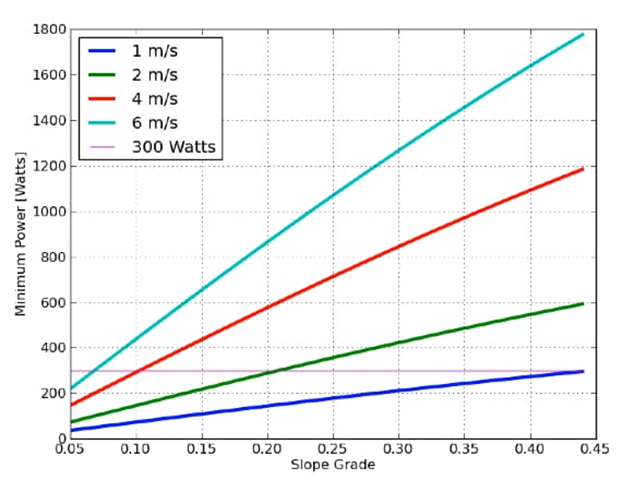 1800
1600
1400
1200
1000
800
600
400
200
0
Minimum Power [Watts]
1 m/s
2 m/s
4 m/s
6 m/s
300 Watts
0.05 0.10 0.15 0.20 0.25 0.30 0.35 0.40 0.45
Slope Grade